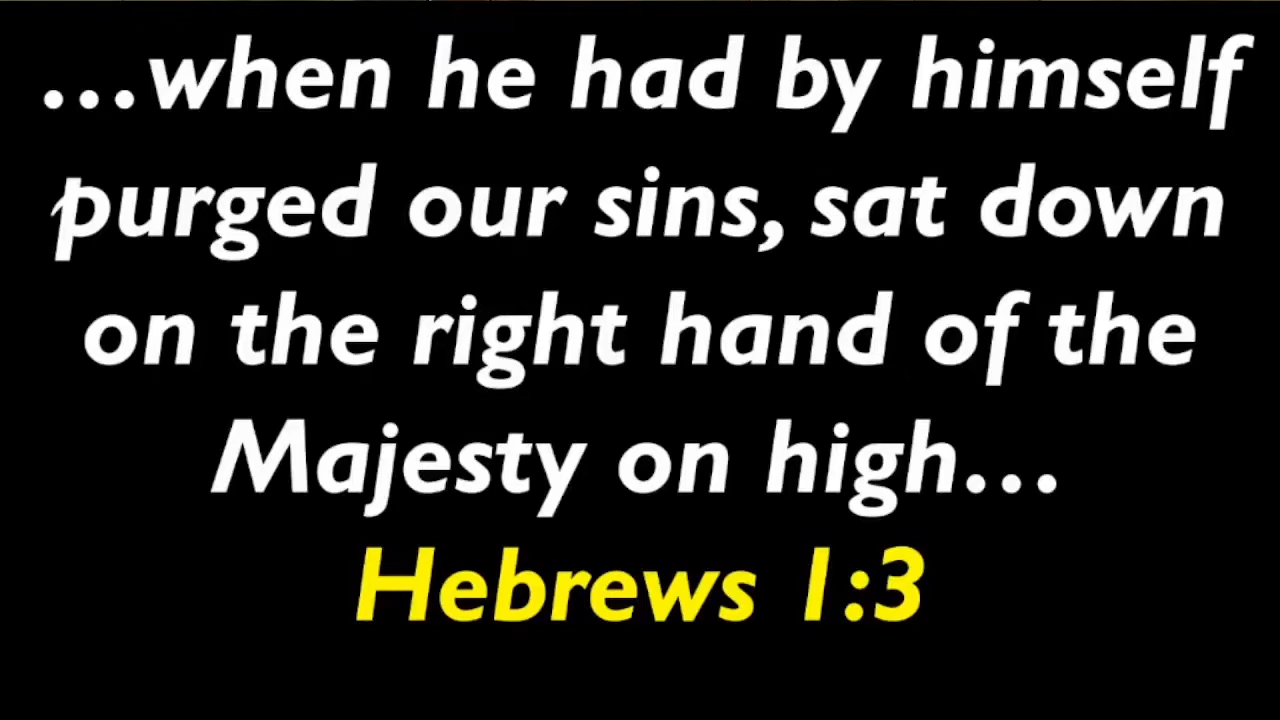 …when he had by himself
purged our sins, sat down
on the right hand of the
Majesty on high…
Hebrews 1:3